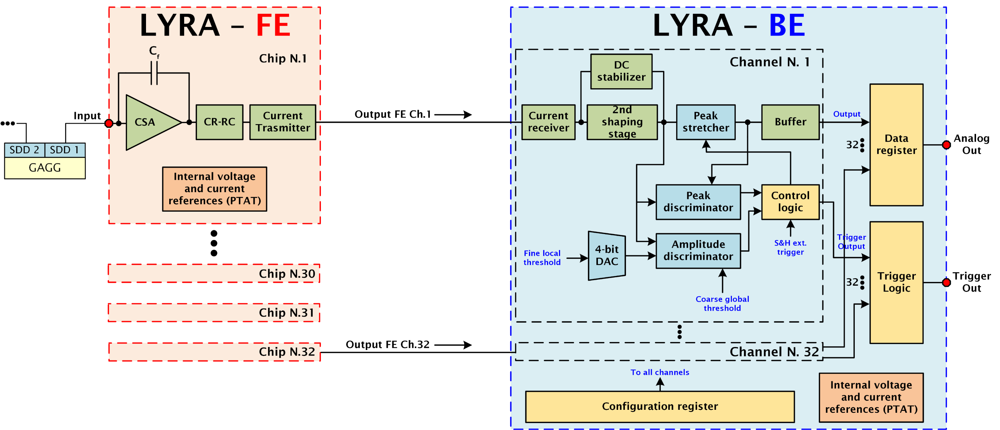 LYRA – FE
Chip N.1
Cf
Input
CSA
CR-RC
Current
Trasmitter
SDD 2
SDD 1
GAGG
Internal voltage
and current
references (PTAT)
Chip N.30
Chip N.31
Chip N.32
Output FE Ch.1
Output FE Ch.32
LYRA – BE
Channel N. 1
DC
stabilizer
Current
receiver
2nd
shaping
stage
Peak
stretcher
Buffer
Output
32
Data
register
Analog
Out
Peak
discriminator
Control
logic
Fine local
threshold
4-bit
DAC
Amplitude
discriminator
S&H ext.
trigger
Trigger
Output
Coarse global
threshold
32
Trigger
Logic
Trigger
Out
Channel N. 32
To all channels
Configuration register
Internal voltage
and current
references (PTAT)